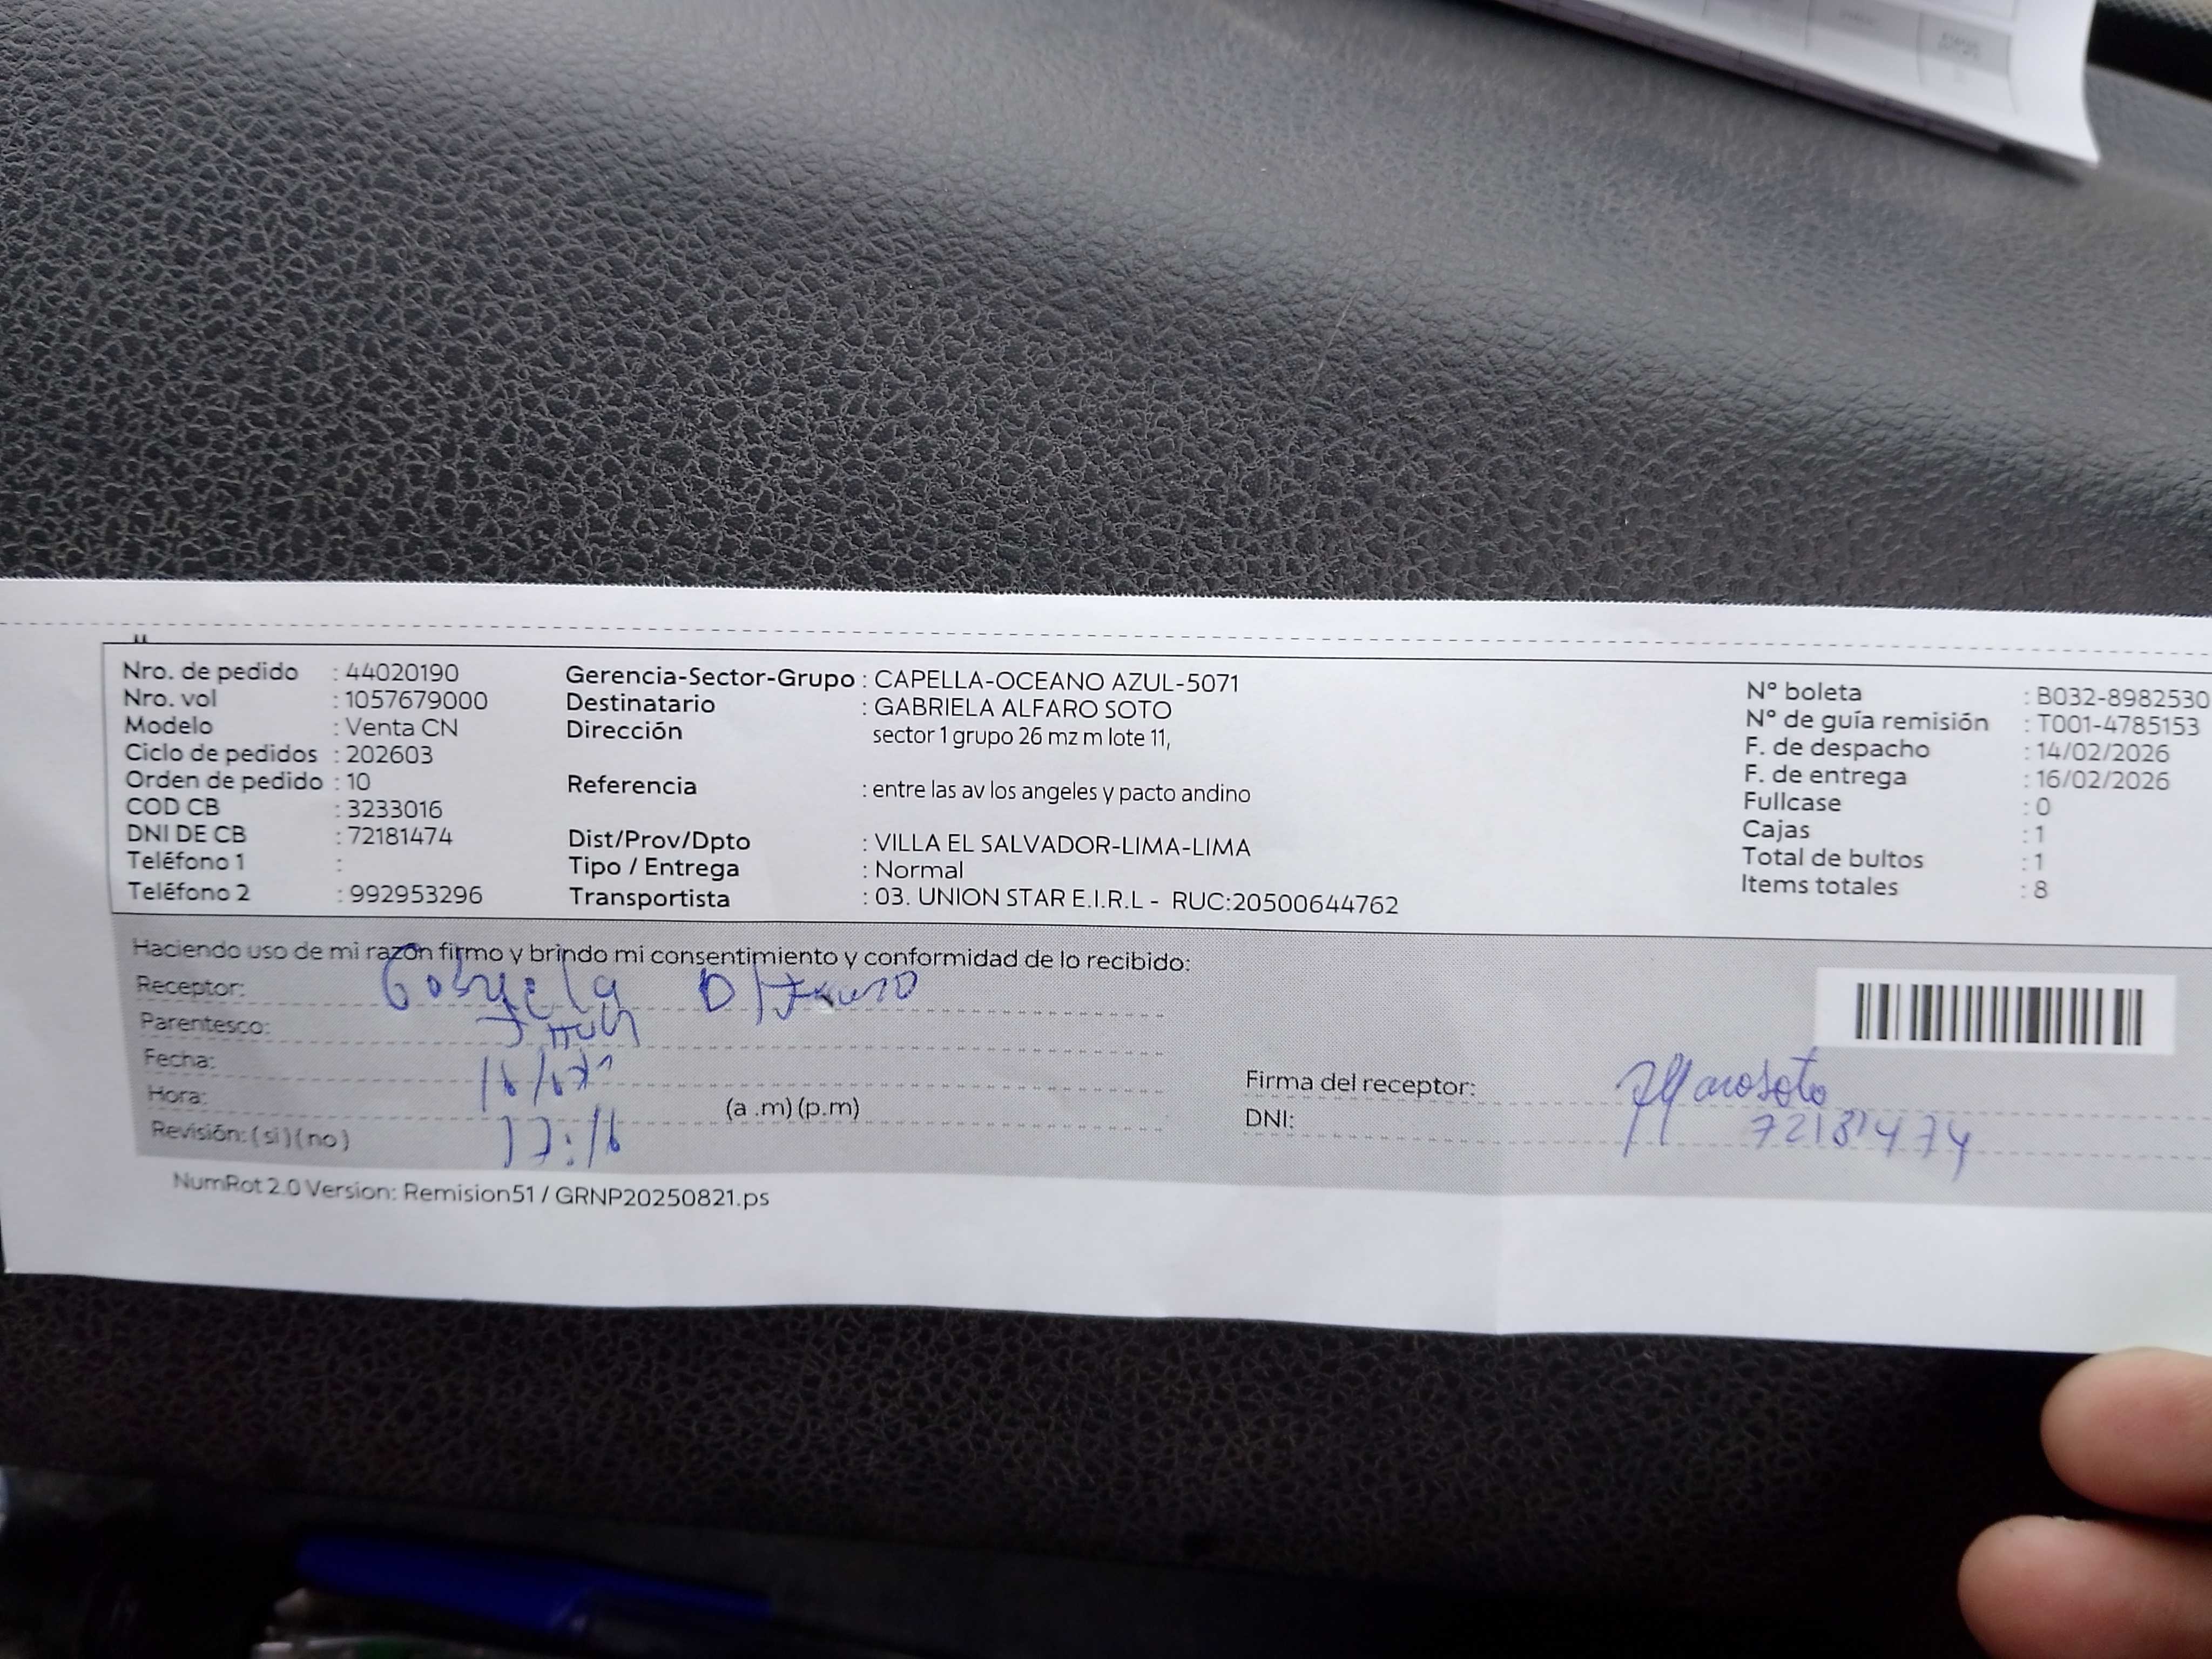 Nro. de pedido : 44020190
Nro. vol : 1057679000
Modelo : Venta CN
Ciclo de pedidos : 202603
Orden de pedido : 10
COD CB : 3233016
DNI DE CB : 72181474
Teléfono 1 :
Teléfono 2 : 992953296
Gerencia-Sector-Grupo : CAPELLA-OCEANO AZUL-5071
Destinatario : GABRIELA ALFARO SOTO
Dirección sector 1 grupo 26 mz m lote 11,
Referencia : entre las av los angeles y pacto andino
Dist/Prov/Dpto : VILLA EL SALVADOR-LIMA-LIMA
Tipo / Entrega : Normal
Transportista : 03. UNION STAR E.I.R.L - RUC:20500644762
N° boleta : B032-8982530
N° de guía remisión : T001-4785153
F. de despacho : 14/02/2026
F. de entrega : 16/02/2026
Fullcase : 0
Cajas : 1
Total de bultos : 1
Items totales : 8
Haciendo uso de mi razón firmo y brindo mi consentimiento y conformidad de lo recibido:
Receptor: Gabriela
Parentesco:
Fecha:
Hora: (a .m) (p.m)
Revisión: ( si ) ( no )
Firma del receptor: Alfaro Soto
DNI: 72181474
NumRot 2.0 Version: Remision51 / GRNP20250821.ps